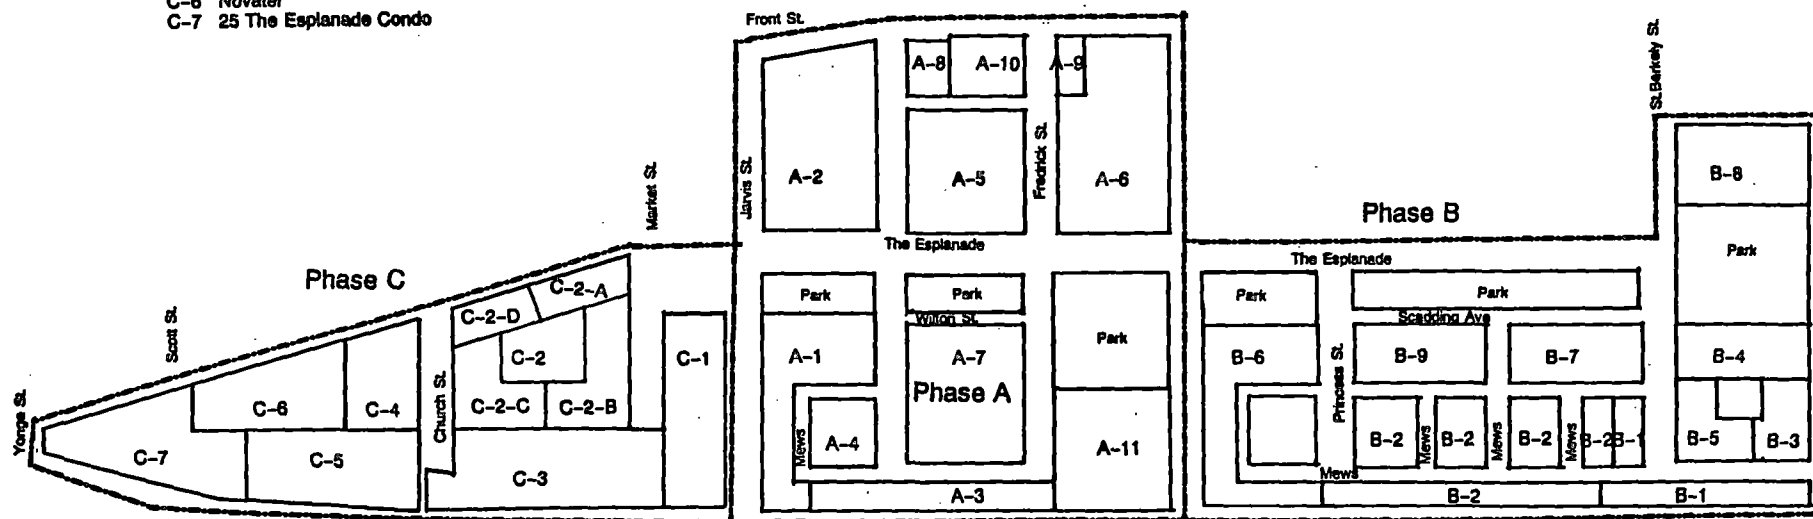 C-6 Novater
C-7 25 The Esplanade Condo
Front St.
St.Berkely St.
A-8
A-10
A-9
Fredrick St.
Jarvis St.
Market St.
A-2
A-5
A-6
B-8
Phase B
The Esplanade
The Esplanade
Park
Phase C
C-2-A
C-2-D
Park
Park
Park
Park
Wilton St.
Scadding Ave
Scott St.
Park
C-2
C-1
A-1
A-7
B-6
Princess St.
B-9
B-7
B-4
Phase A
C-6
C-4
Church St.
C-2-C
C-2-B
Yonge St.
C-7
C-5
Mews
A-4
A-11
B-2
Mews
B-2
Mews
B-2
Mews
B-2
B-1
B-5
B-3
C-3
Mews
A-3
B-2
B-1